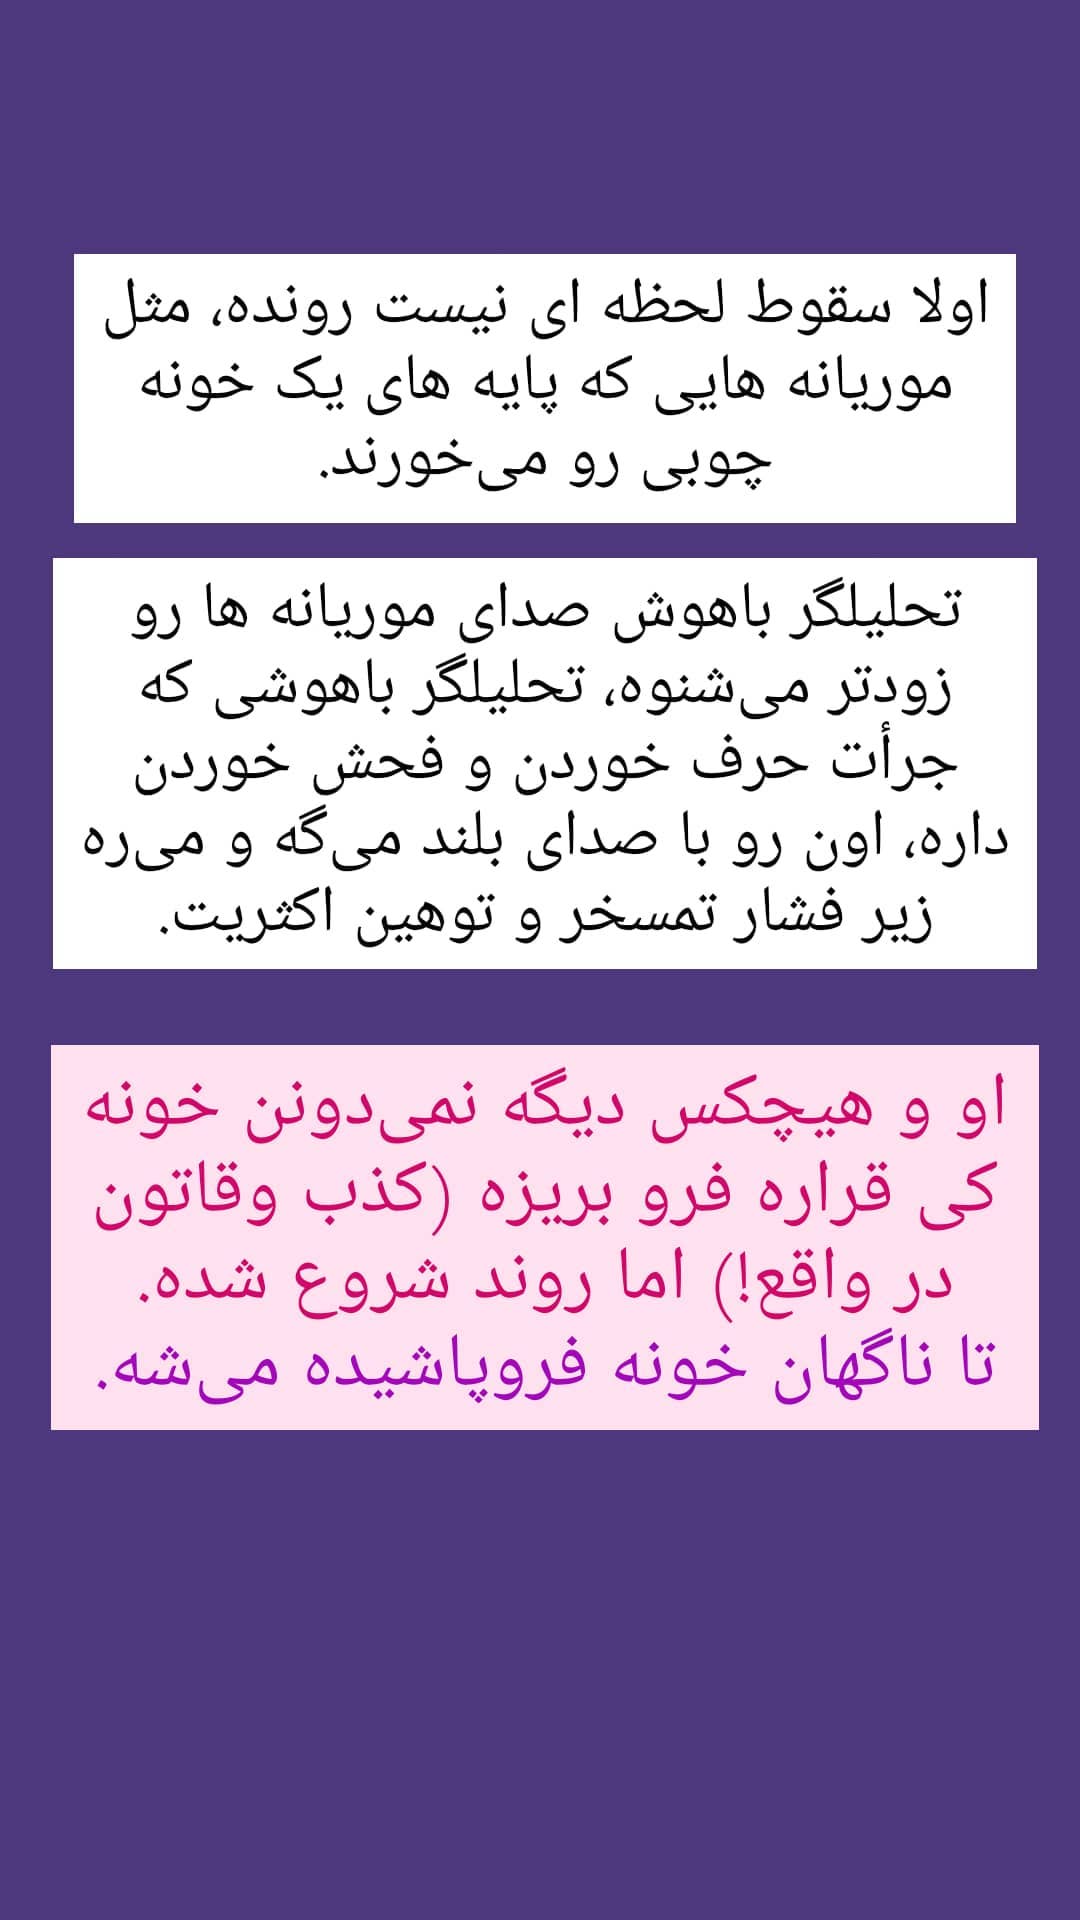 اولا سقوط لحظه ای نیست رونده، مثل
موریانه هایی که پایه های یک خونه
چوبی رو می‌خورند.
تحلیلگر باهوش صدای موریانه ها رو
زودتر می‌شنوه، تحلیلگر باهوشی که
جرأت حرف خوردن و فحش خوردن
داره، اون رو با صدای بلند می‌گه و می‌ره
زیر فشار تمسخر و توهین اکثریت.
او و هیچکس دیگه نمی‌دونن خونه
کی قراره فرو بریزه (کذب وقاتون
در واقع!) اما روند شروع شده.
تا ناگهان خونه فروپاشیده می‌شه.